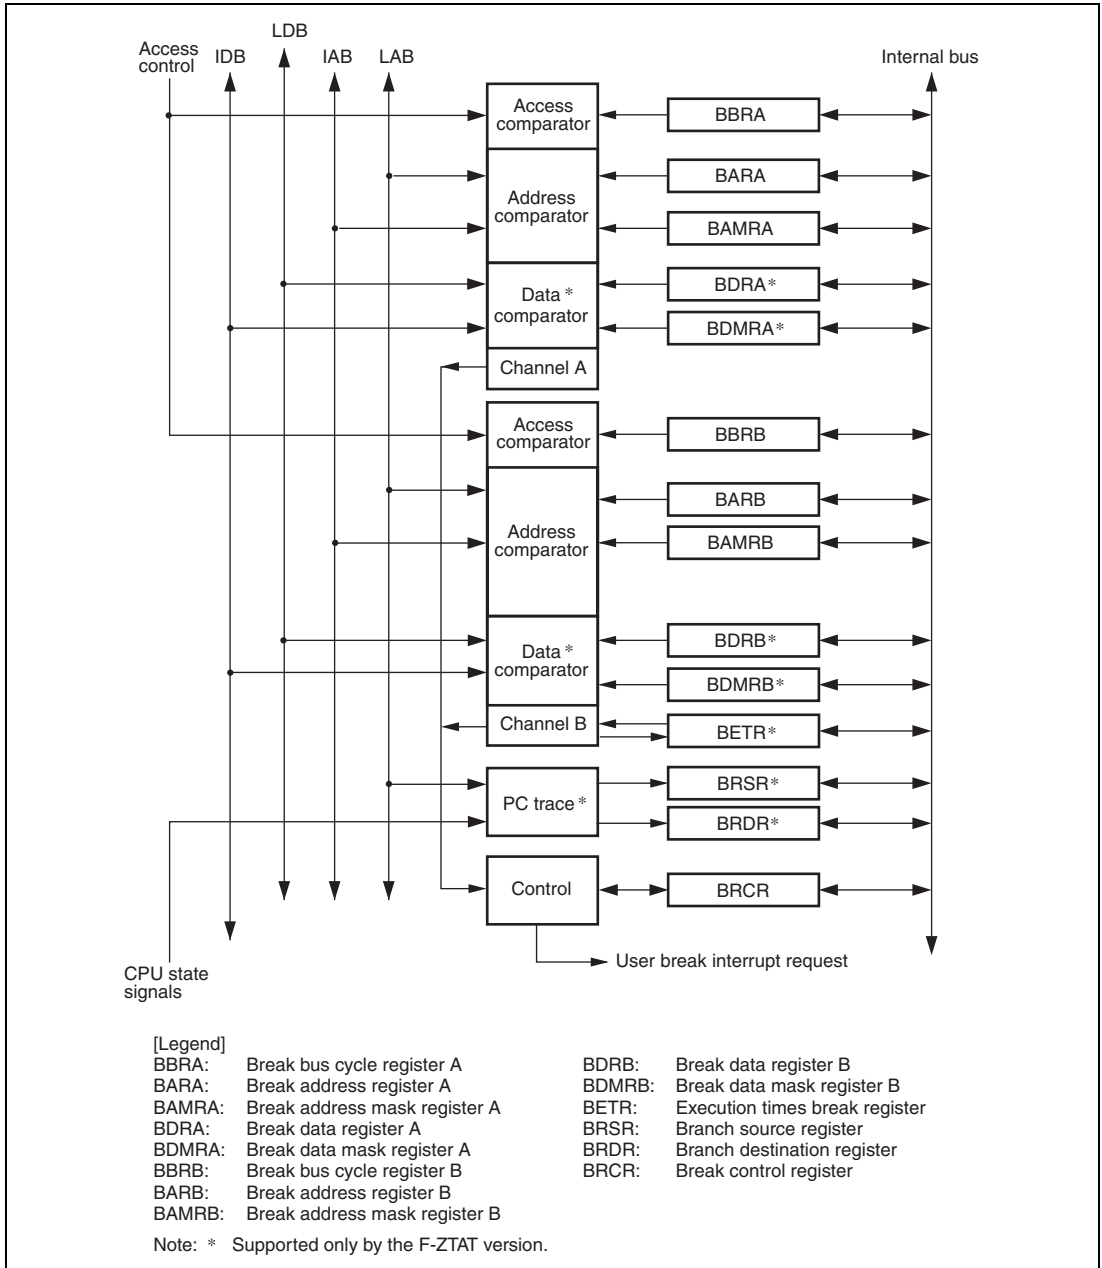 LDB
Access
control
IDB
IAB
LAB
Internal bus
Access
comparator
BBRA
Address
comparator
BARA
BAMRA
Data *
comparator
BDRA*
BDMRA*
Channel A
Access
comparator
BBRB
Address
comparator
BARB
BAMRB
Data *
comparator
BDRB*
BDMRB*
Channel B
BETR*
PC trace *
BRSR*
BRDR*
Control
BRCR
User break interrupt request
CPU state
signals
[Legend]
BBRA: Break bus cycle register A
BARA: Break address register A
BAMRA: Break address mask register A
BDRA: Break data register A
BDMRA: Break data mask register A
BBRB: Break bus cycle register B
BARB: Break address register B
BAMRB: Break address mask register B
BDRB: Break data register B
BDMRB: Break data mask register B
BETR: Execution times break register
BRSR: Branch source register
BRDR: Branch destination register
BRCR: Break control register
Note: * Supported only by the F-ZTAT version.